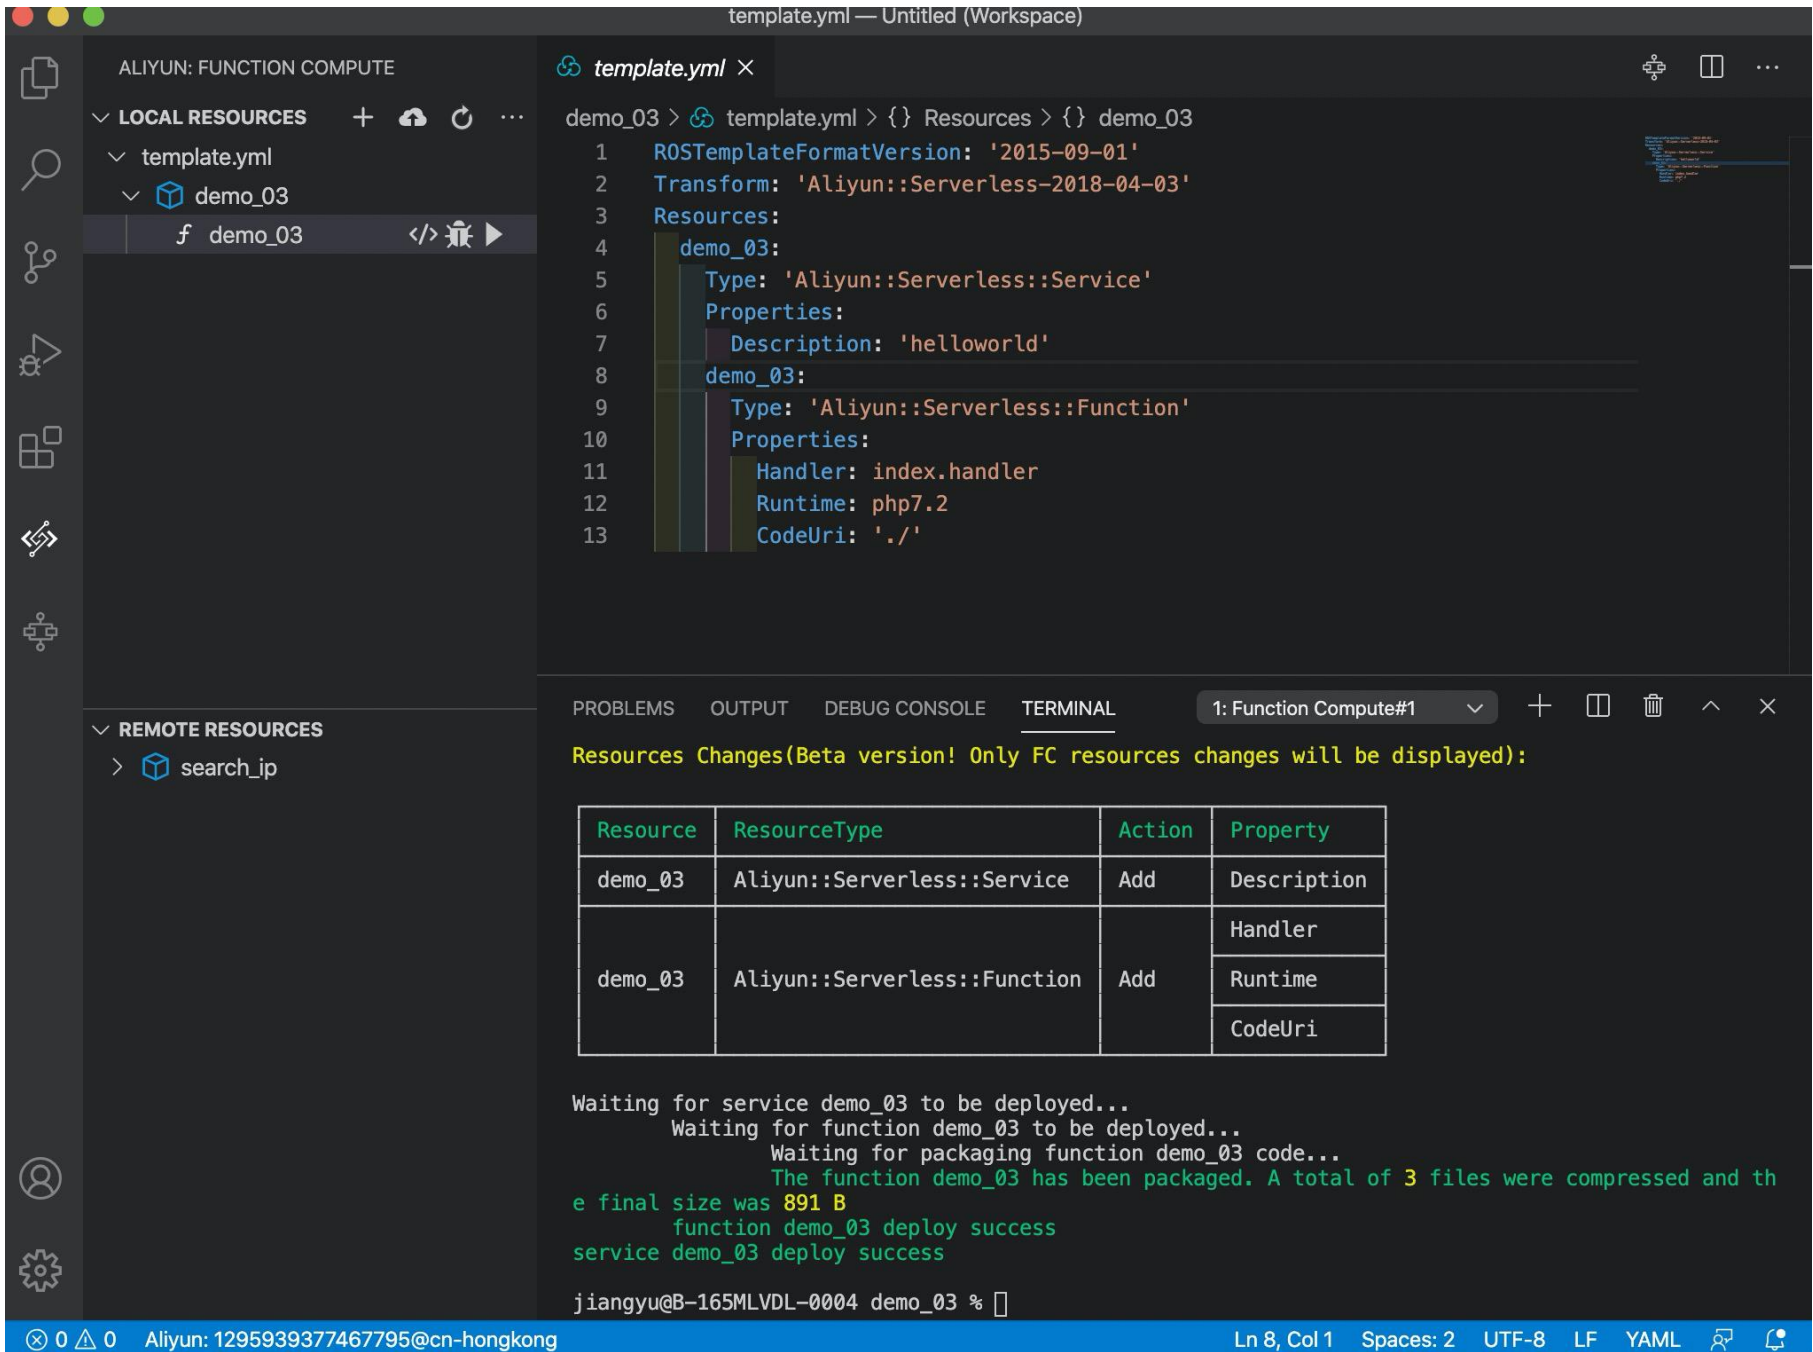 template.yml — Untitled (Workspace)
ALIYUN: FUNCTION COMPUTE
LOCAL RESOURCES
template.yml
demo_03
demo_03
REMOTE RESOURCES
search_ip
template.yml
demo_03 > template.yml > {} Resources > {} demo_03
1 ROSTemplateFormatVersion: '2015-09-01'
2 Transform: 'Aliyun::Serverless-2018-04-03'
3 Resources:
4 demo_03:
5 Type: 'Aliyun::Serverless::Service'
6 Properties:
7 Description: 'helloworld'
8 demo_03:
9 Type: 'Aliyun::Serverless::Function'
10 Properties:
11 Handler: index.handler
12 Runtime: php7.2
13 CodeUri: './'
PROBLEMS OUTPUT DEBUG CONSOLE TERMINAL 1: Function Compute#1
Resources Changes(Beta version! Only FC resources changes will be displayed):
Resource ResourceType Action Property
demo_03 Aliyun::Serverless::Service Add Description
Handler
demo_03 Aliyun::Serverless::Function Add Runtime
CodeUri
Waiting for service demo_03 to be deployed...
Waiting for function demo_03 to be deployed...
Waiting for packaging function demo_03 code...
The function demo_03 has been packaged. A total of 3 files were compressed and th
e final size was 891 B
function demo_03 deploy success
service demo_03 deploy success
jiangyu@B-165MLVDL-0004 demo_03 %
0 0 Aliyun: 1295939377467795@cn-hongkong Ln 8, Col 1 Spaces: 2 UTF-8 LF YAML